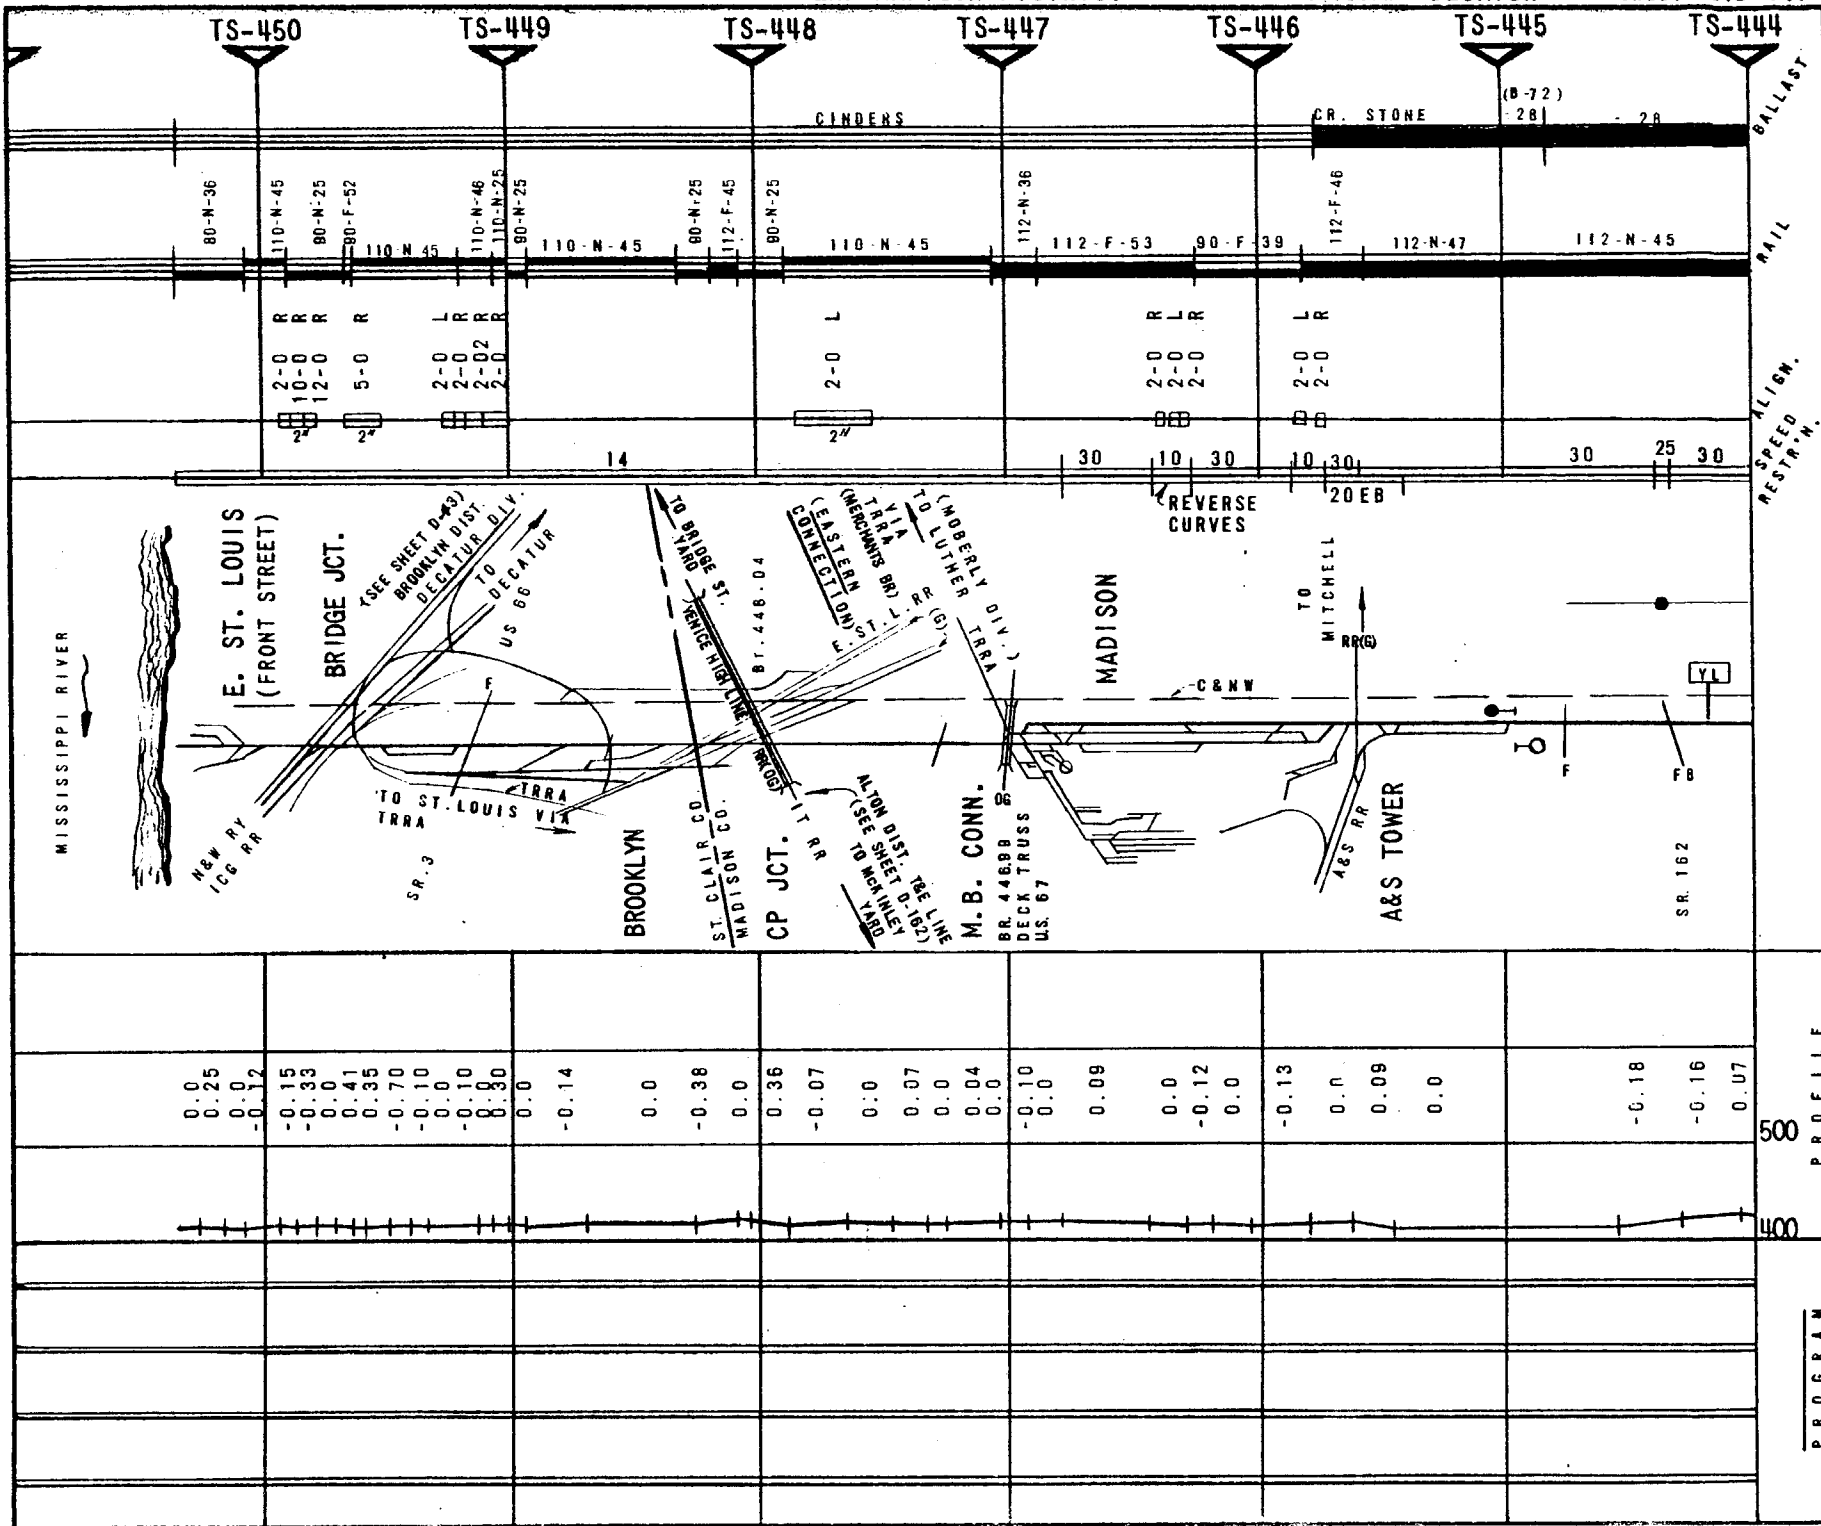 TS-450 TS-449 TS-448 TS-447 TS-446 TS-445 TS-444
BALLAST
(B-72)
CINDERS
CR. STONE
28
28
RAIL
80-N-36
110-N-45
80-N-25
90-F-52
110-N-45
110-N-46
110-N-25
90-N-25
110-N-45
90-N-25
112-F-45
90-N-25
110-N-45
112-N-36
112-F-53
90-F-39
112-F-46
112-N-47
112-N-45
ALIGN.
2-0 R
10-0 R
12-0 R
5-0 R
2-0 L
2-0 R
2-02 R
2-0 R
2-0 L
2-0 R
2-0 L
2-0 R
2-0 L
2-0 R
2"
2"
2"
SPEED
RESTR'N.
14
30
10
30
10
30
30
25
30
20 EB
REVERSE
CURVES
MISSISSIPPI RIVER
E. ST. LOUIS
(FRONT STREET)
BRIDGE JCT.
(SEE SHEET D-43)
BROOKLYN DIST.
DECATUR DIV.
TO
DECATUR
US 66
F
N&W RY
ICG RR
TO ST. LOUIS VIA
TRRA
TRRA
SR.3
BROOKLYN
ST. CLAIR CO.
MADISON CO.
TO BRIDGE ST.
YARD
VENICE HIGH LINE
RR(OG)
Br. 448.04
CP JCT.
IT RR
ALTON DIST. T&E LINE
(SEE SHEET D-162)
TO MCKINLEY
YARD
(EASTERN
CONNECTION)
E. ST. L. RR (G)
VIA
TRRA
(MERCHANTS BR)
(MOBERLY DIV.)
TO LUTHER
TRRA
M.B. CONN.
BR. 446.99
DECK TRUSS
U.S. 67
OG
MADISON
C&NW
TO
MITCHELL
RR(G)
A&S RR
A&S TOWER
YL
F
FB
SR. 162
PROFILE
0.0
0.25
0.0
-0.12
-0.15
-0.33
0.0
0.41
0.35
-0.70
-0.10
0.0
-0.10
0.0
0.30
0.0
-0.14
0.0
-0.38
0.0
0.36
-0.07
0.0
0.07
0.0
0.04
0.0
-0.10
0.0
0.09
0.0
-0.12
0.0
-0.13
0.0
0.09
0.0
-0.18
-0.16
0.07
500
400
PROGRAM